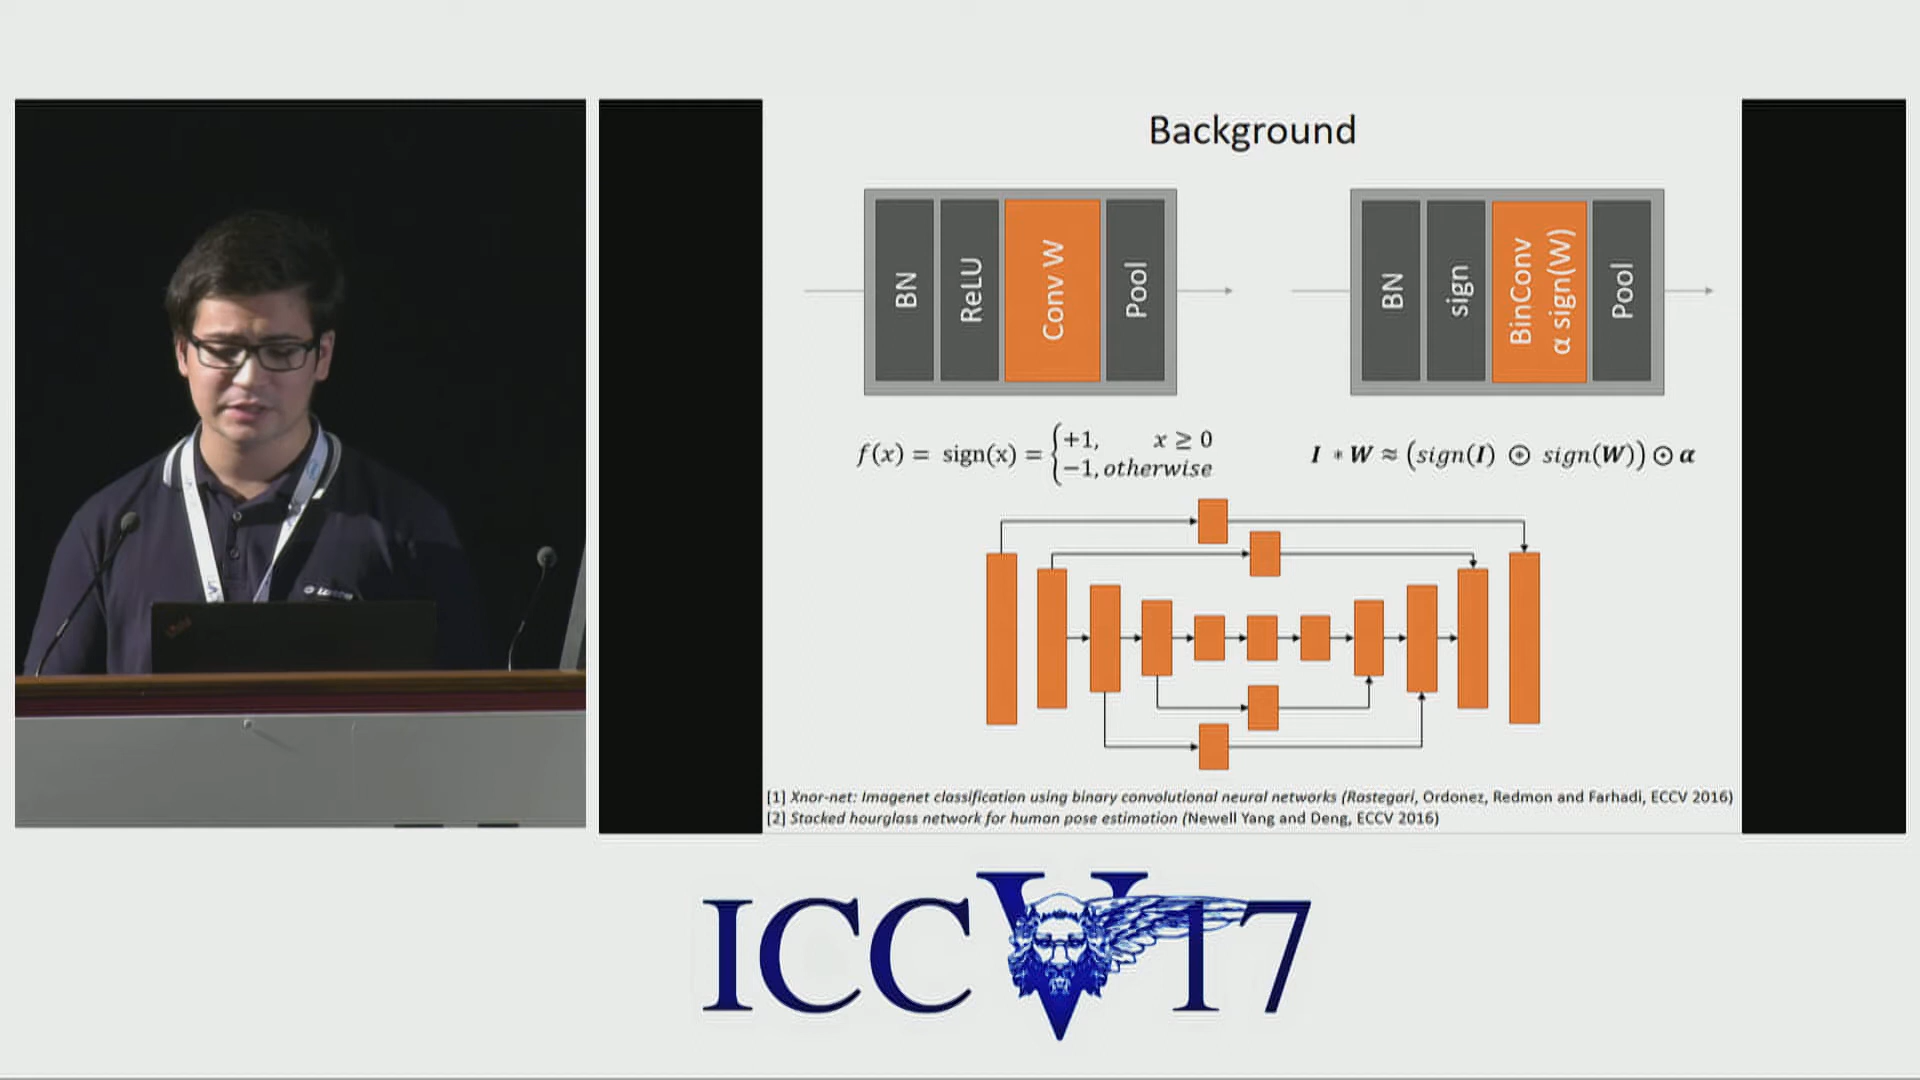 Background
BN
ReLU
Conv W
Pool
BN
sign
BinConv
α sign(W)
Pool
f(x) = sign(x) = {+1, x ≥ 0
−1, otherwise
I * W ≈ (sign(I) ⊛ sign(W)) ⊙ α
[1] Xnor-net: Imagenet classification using binary convolutional neural networks (Rastegari, Ordonez, Redmon and Farhadi, ECCV 2016)
[2] Stacked hourglass network for human pose estimation (Newell Yang and Deng, ECCV 2016)
ICCV17